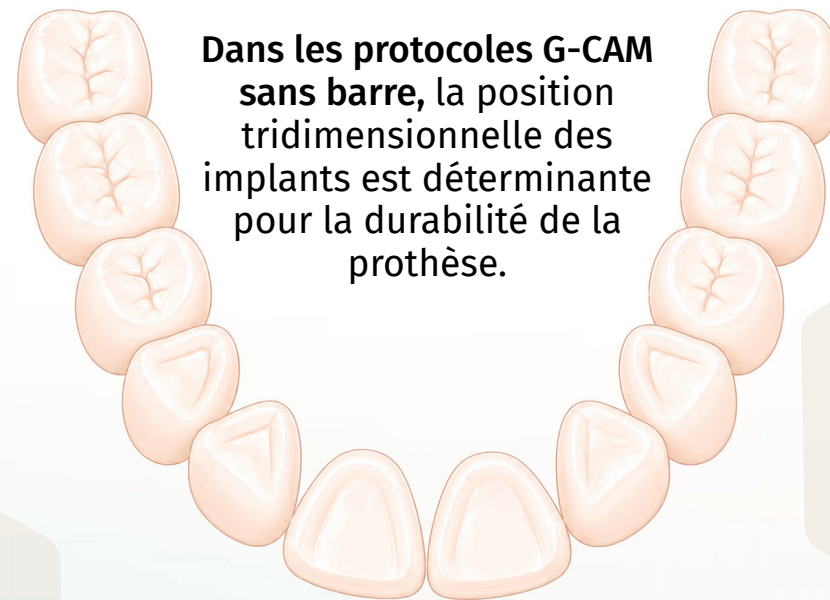 Dans les protocoles G-CAM
sans barre, la position
tridimensionnelle des
implants est déterminante
pour la durabilité de la
prothèse.